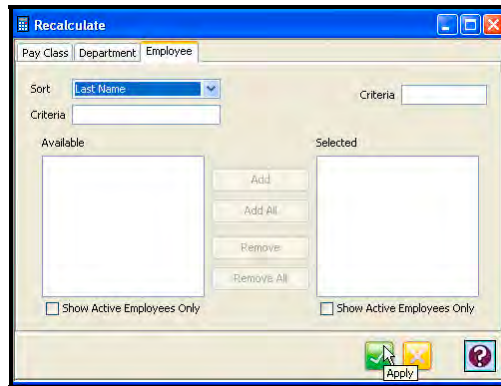 Recalculate
Pay Class Department Employee
Sort Last Name
Criteria
Criteria
Available Selected
Add
Add All
Remove
Remove All
Show Active Employees Only Show Active Employees Only
?
Apply